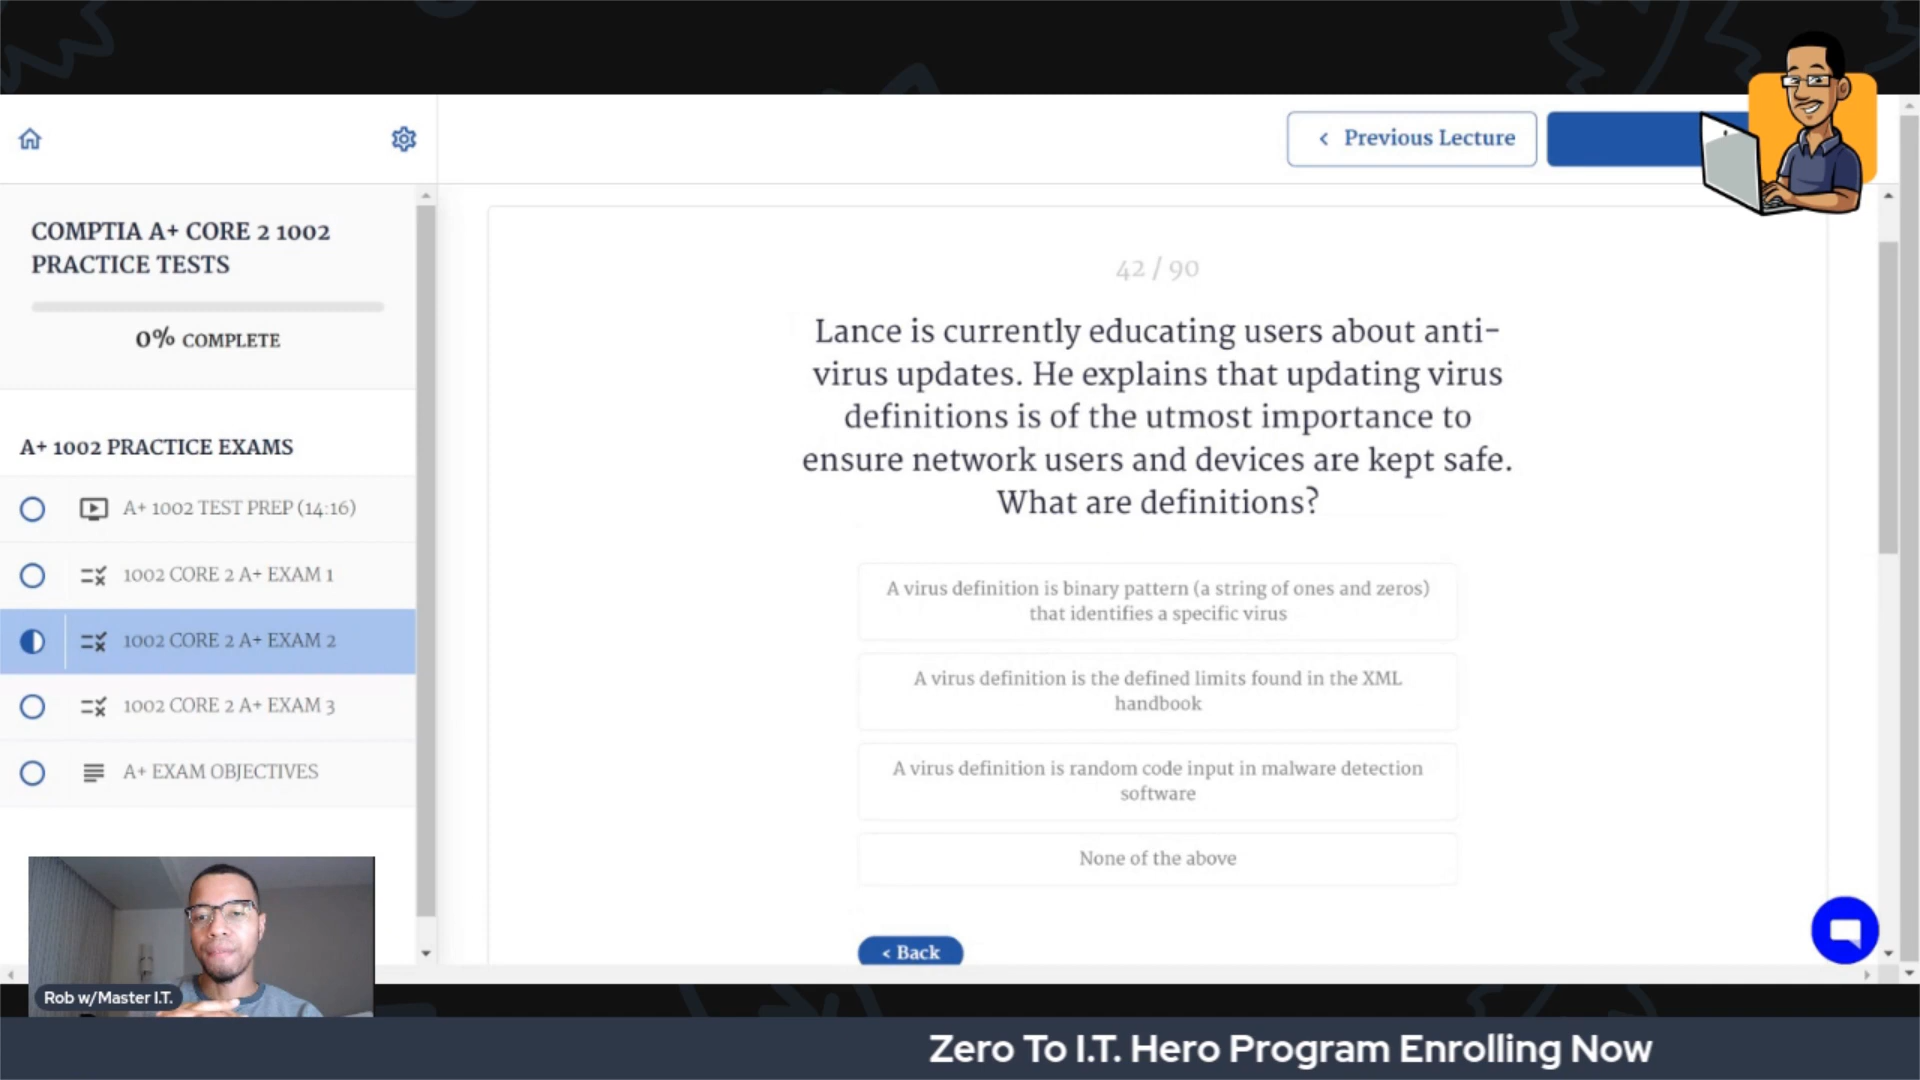 < Previous Lecture
COMPTIA A+ CORE 2 1002
PRACTICE TESTS
0% COMPLETE
A+ 1002 PRACTICE EXAMS
A+ 1002 TEST PREP (14:16)
1002 CORE 2 A+ EXAM 1
1002 CORE 2 A+ EXAM 2
1002 CORE 2 A+ EXAM 3
A+ EXAM OBJECTIVES
42 / 90
Lance is currently educating users about anti-
virus updates. He explains that updating virus
definitions is of the utmost importance to
ensure network users and devices are kept safe.
What are definitions?
A virus definition is binary pattern (a string of ones and zeros)
that identifies a specific virus
A virus definition is the defined limits found in the XML
handbook
A virus definition is random code input in malware detection
software
None of the above
< Back
Rob w/Master I.T.
Zero To I.T. Hero Program Enrolling Now